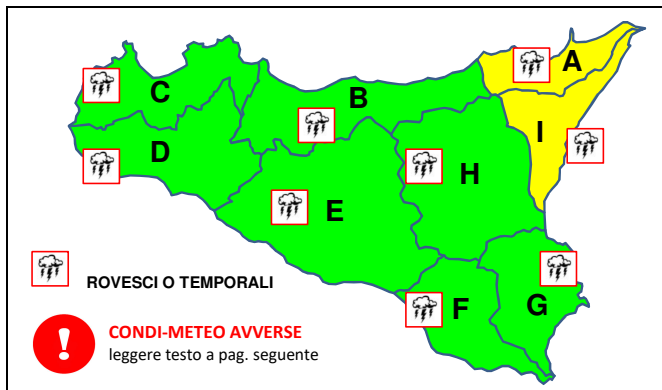 A
C
B
I
D
H
E
F
G
ROVESCI O TEMPORALI
!
CONDI-METEO AVVERSE
leggere testo a pag. seguente